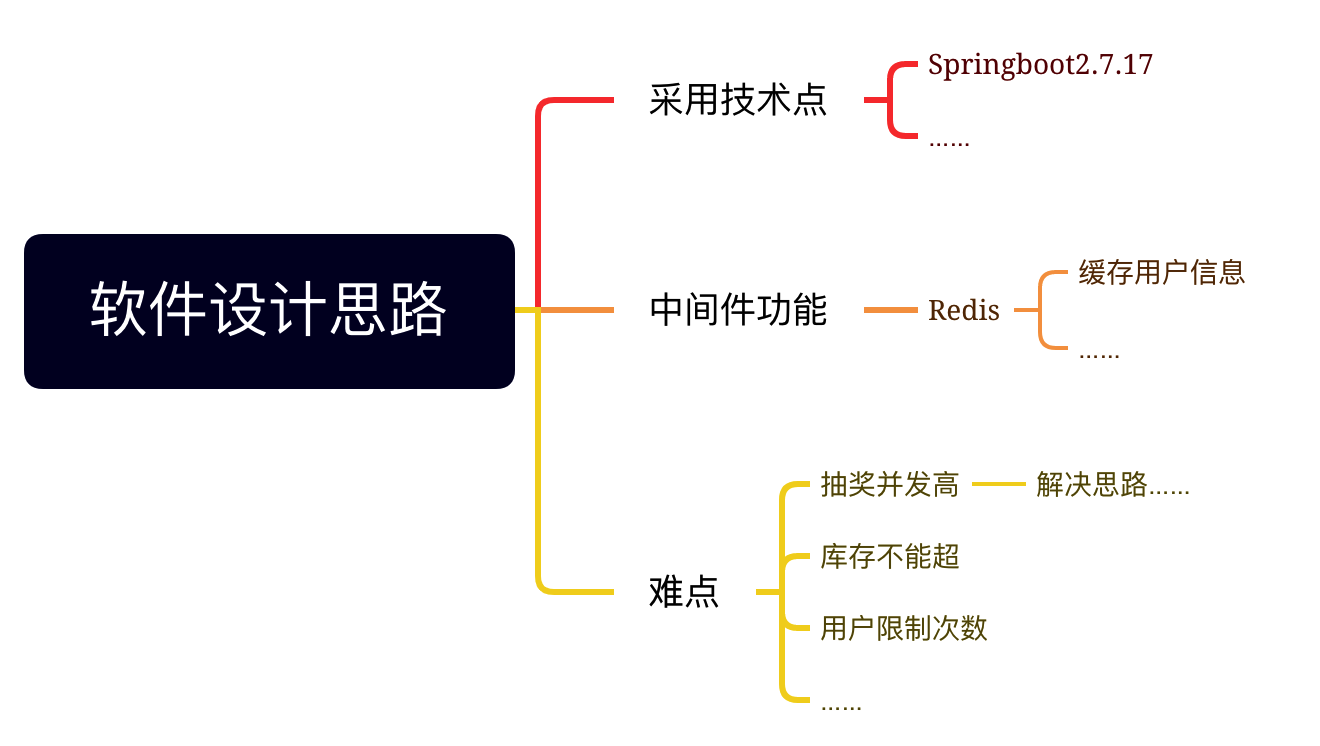 软件设计思路
采用技术点
Springboot2.7.17
……
中间件功能
Redis
缓存用户信息
……
难点
抽奖并发高
解决思路……
库存不能超
用户限制次数
……